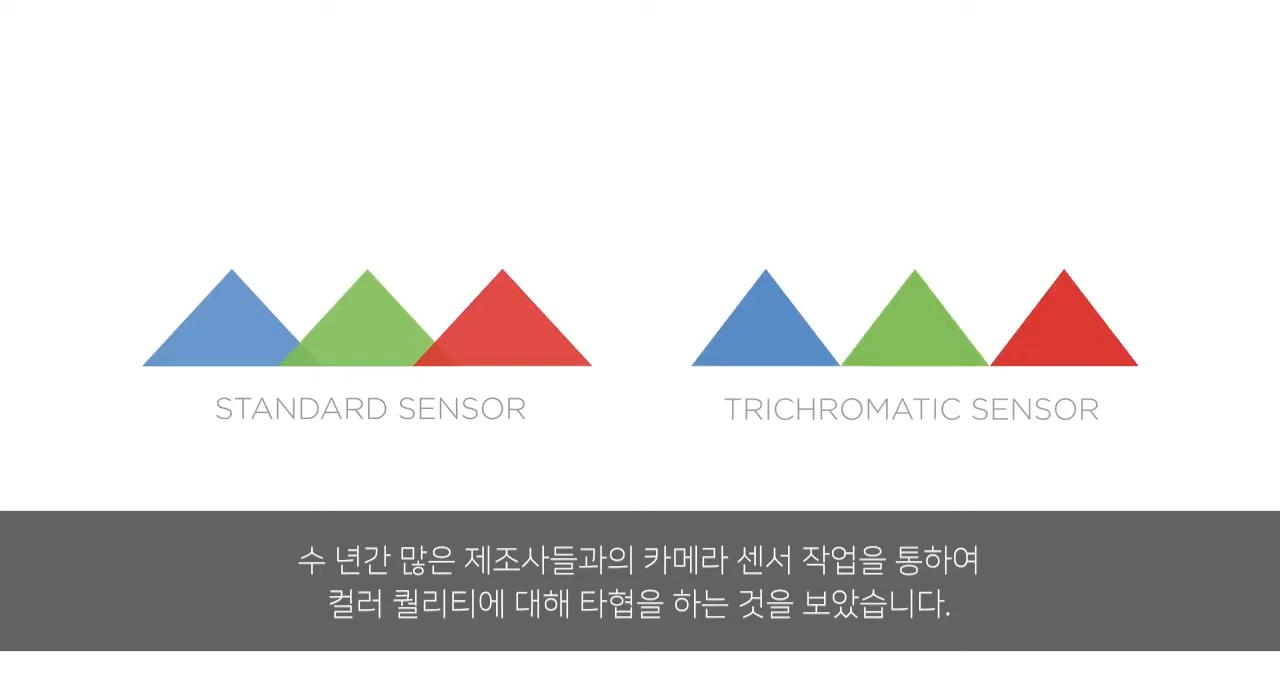 STANDARD SENSOR
TRICHROMATIC SENSOR
수 년간 많은 제조사들과의 카메라 센서 작업을 통하여
컬러 퀄리티에 대해 타협을 하는 것을 보았습니다.